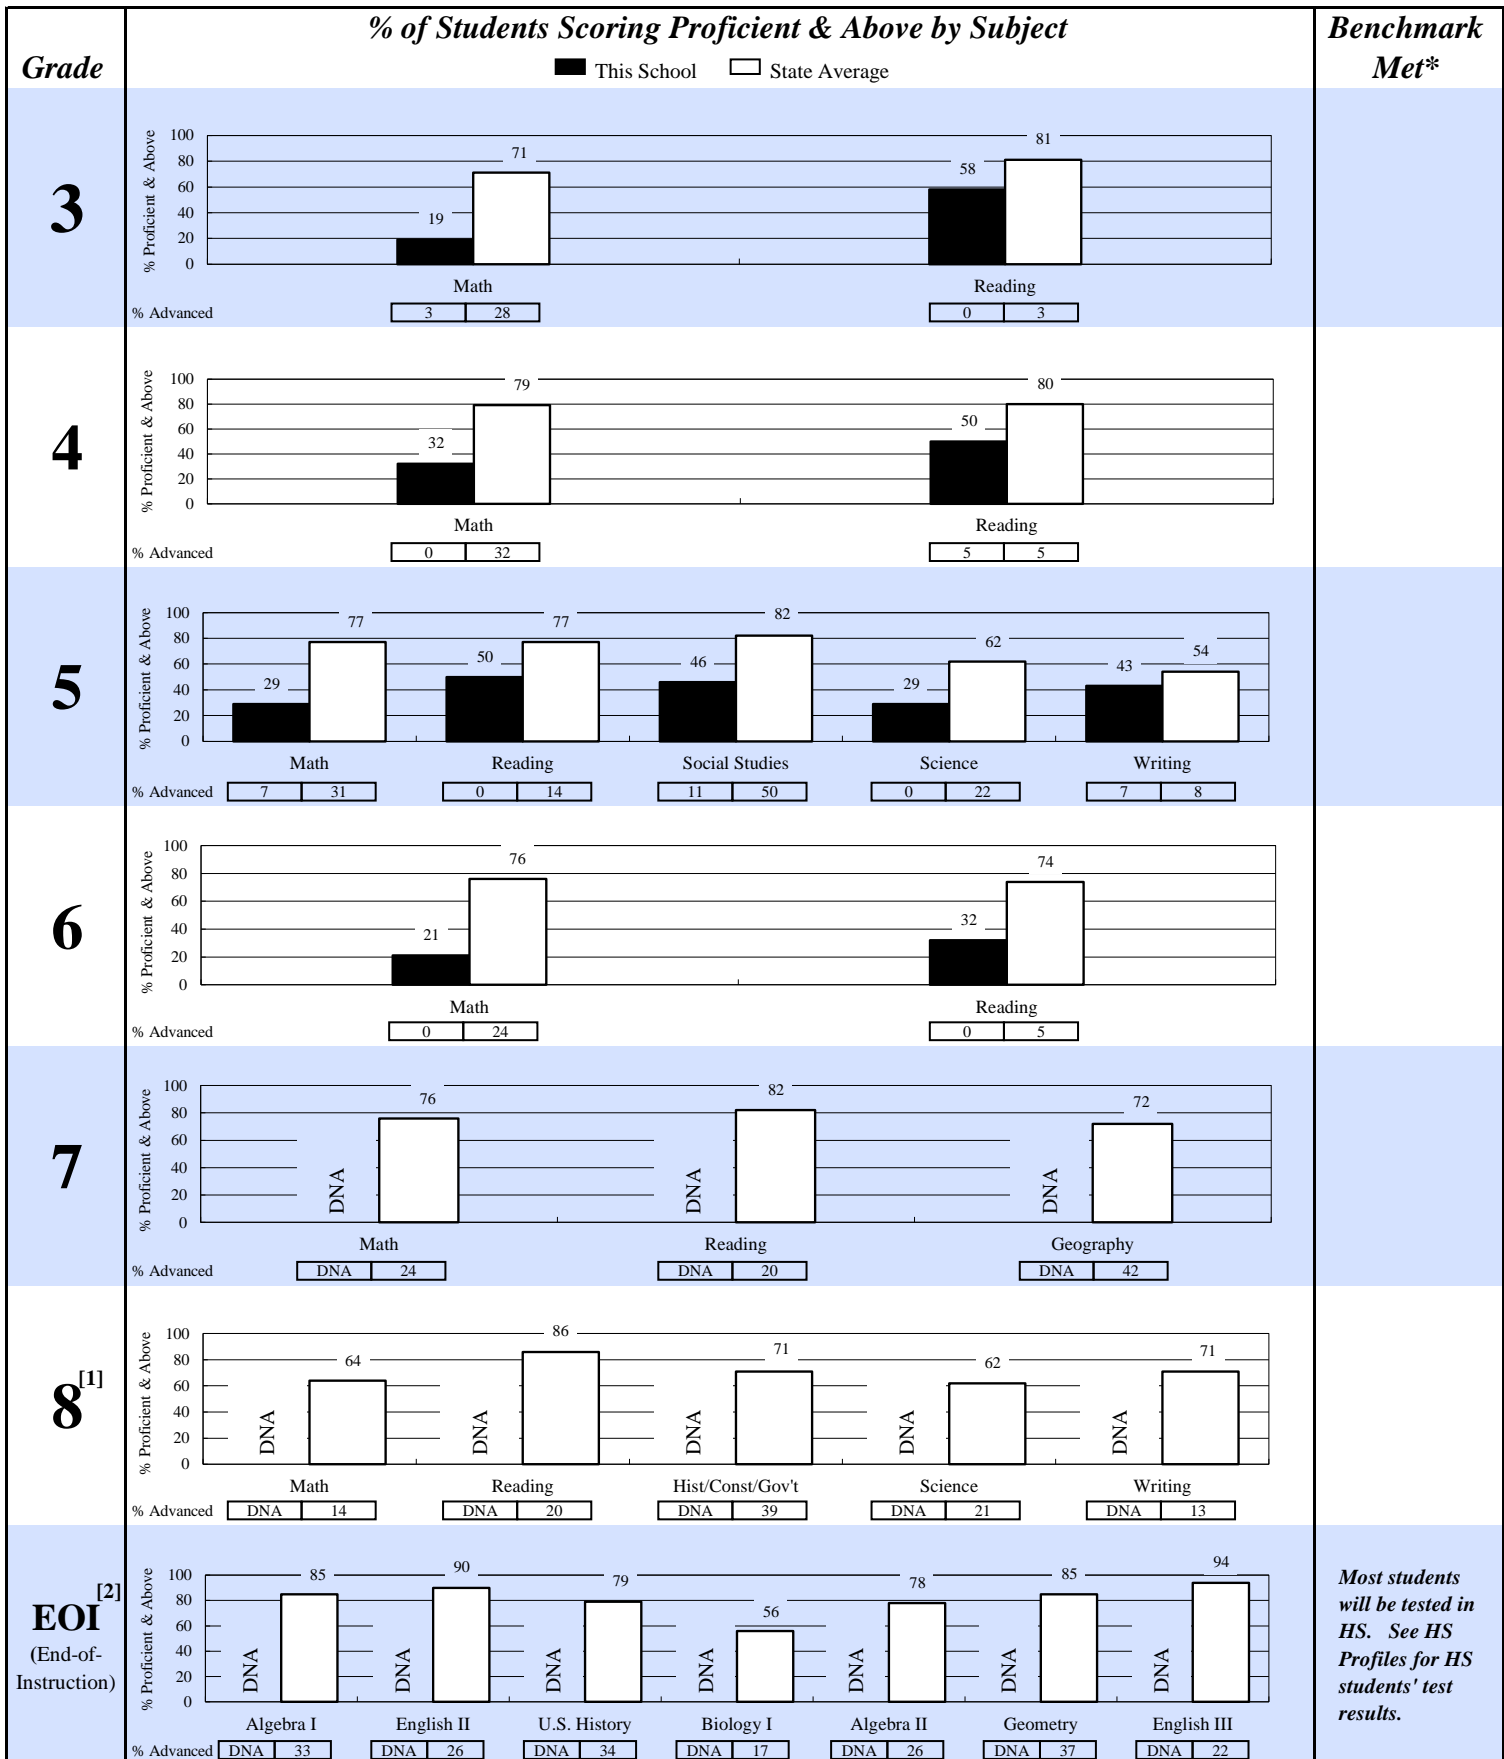 % of Students Scoring Proficient & Above by Subject
Benchmark
Met*
Grade
This School State Average
3
% Proficient & Above
100
80
60
40
20
0
19 71
58 81
Math Reading
% Advanced 3 28 0 3
4
% Proficient & Above
100
80
60
40
20
0
32 79
50 80
Math Reading
% Advanced 0 32 5 5
5
% Proficient & Above
100
80
60
40
20
0
29 77
50 77
46 82
29 62
43 54
Math Reading Social Studies Science Writing
% Advanced 7 31 0 14 11 50 0 22 7 8
6
% Proficient & Above
100
80
60
40
20
0
21 76
32 74
Math Reading
% Advanced 0 24 0 5
7
% Proficient & Above
100
80
60
40
20
0
DNA 76
DNA 82
DNA 72
Math Reading Geography
% Advanced DNA 24 DNA 20 DNA 42
8[1]
% Proficient & Above
100
80
60
40
20
0
DNA 64
DNA 86
DNA 71
DNA 62
DNA 71
Math Reading Hist/Const/Gov't Science Writing
% Advanced DNA 14 DNA 20 DNA 39 DNA 21 DNA 13
EOI[2]
(End-of-
Instruction)
% Proficient & Above
100
80
60
40
20
0
DNA 85
DNA 90
DNA 79
DNA 56
DNA 78
DNA 85
DNA 94
Algebra I English II U.S. History Biology I Algebra II Geometry English III
% Advanced DNA 33 DNA 26 DNA 34 DNA 17 DNA 26 DNA 37 DNA 22
Most students
will be tested in
HS. See HS
Profiles for HS
students' test
results.